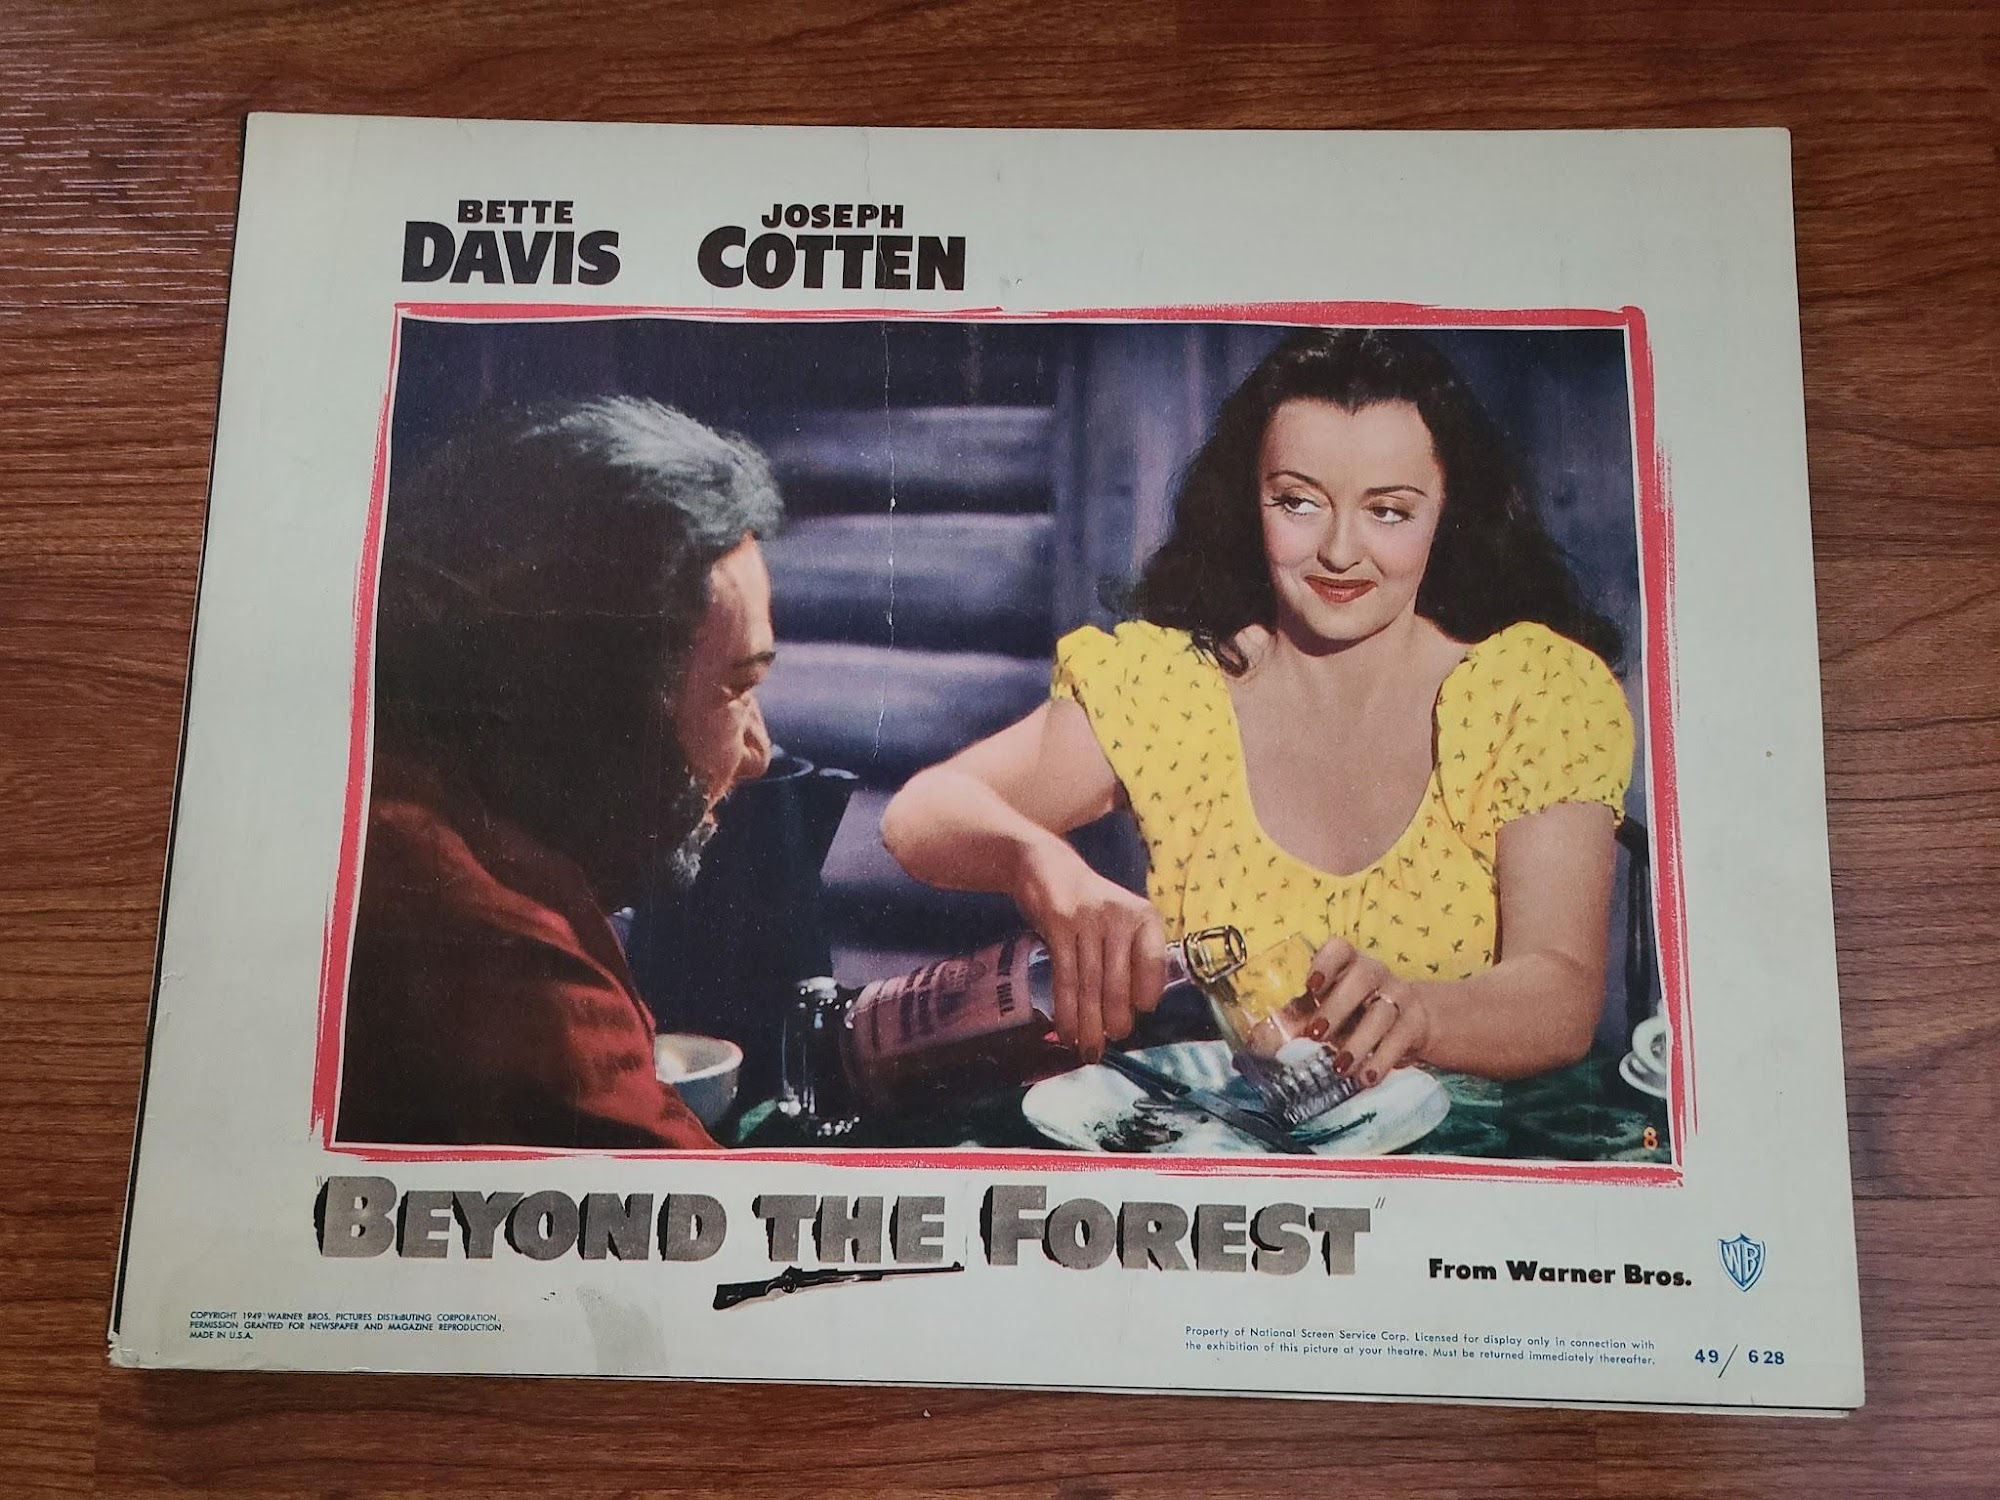 BETTE
DAVIS
JOSEPH
COTTEN
8
"BEYOND THE FOREST"
From Warner Bros.
WB
COPYRIGHT 1949 WARNER BROS. PICTURES DISTRIBUTING CORPORATION.
PERMISSION GRANTED FOR NEWSPAPER AND MAGAZINE REPRODUCTION.
MADE IN U.S.A.
Property of National Screen Service Corp. Licensed for display only in connection with
the exhibition of this picture at your theatre. Must be returned immediately thereafter.
49/628